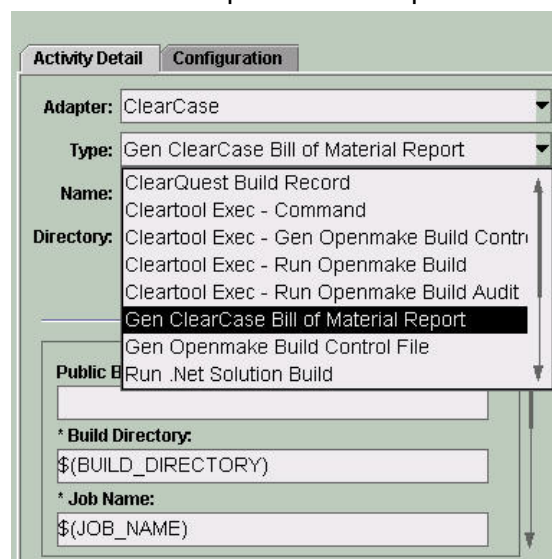 Activity Detail Configuration
Adapter: ClearCase
Type: Gen ClearCase Bill of Material Report
Name:
ClearQuest Build Record
Cleartool Exec - Command
Directory:
Cleartool Exec - Gen Openmake Build Contr
Cleartool Exec - Run Openmake Build
Cleartool Exec - Run Openmake Build Audit
Gen ClearCase Bill of Material Report
Gen Openmake Build Control File
Run .Net Solution Build
Public B
* Build Directory:
$(BUILD_DIRECTORY)
* Job Name:
$(JOB_NAME)